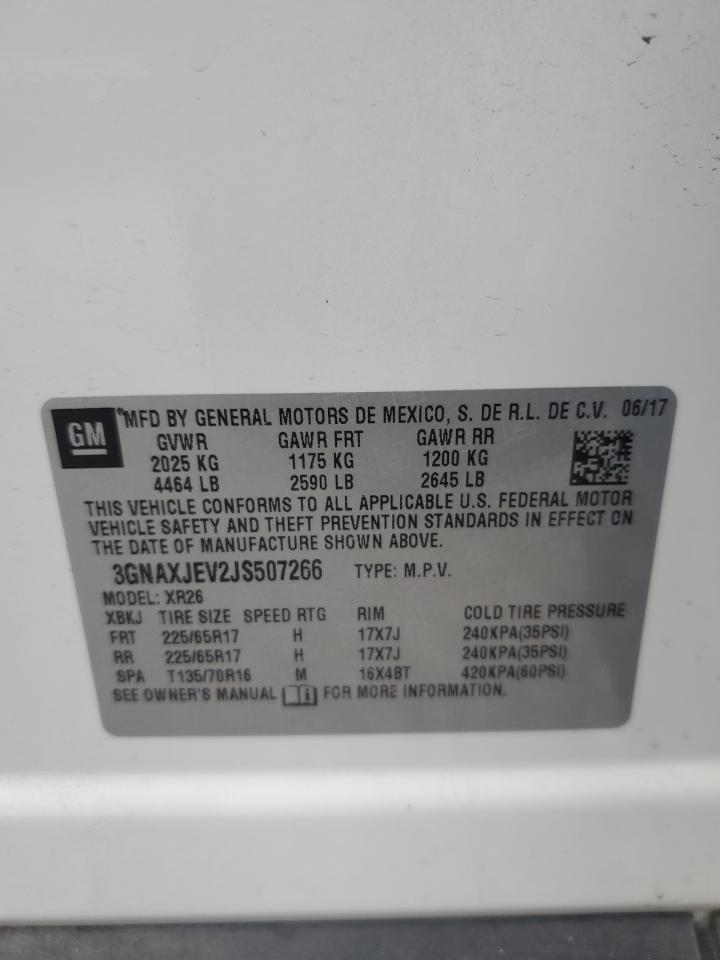 GM ®MFD BY GENERAL MOTORS DE MEXICO, S. DE R.L. DE C.V. 06/17
GVWR GAWR FRT GAWR RR
2025 KG 1175 KG 1200 KG
4464 LB 2590 LB 2645 LB
THIS VEHICLE CONFORMS TO ALL APPLICABLE U.S. FEDERAL MOTOR
VEHICLE SAFETY AND THEFT PREVENTION STANDARDS IN EFFECT ON
THE DATE OF MANUFACTURE SHOWN ABOVE.
3GNAXJEV2JS507266 TYPE: M.P.V.
MODEL: XR26
XBKJ TIRE SIZE SPEED RTG RIM COLD TIRE PRESSURE
FRT 225/65R17 H 17X7J 240KPA(35PSI)
RR 225/65R17 H 17X7J 240KPA(35PSI)
SPA T135/70R16 M 16X4BT 420KPA(60PSI)
SEE OWNER'S MANUAL FOR MORE INFORMATION.